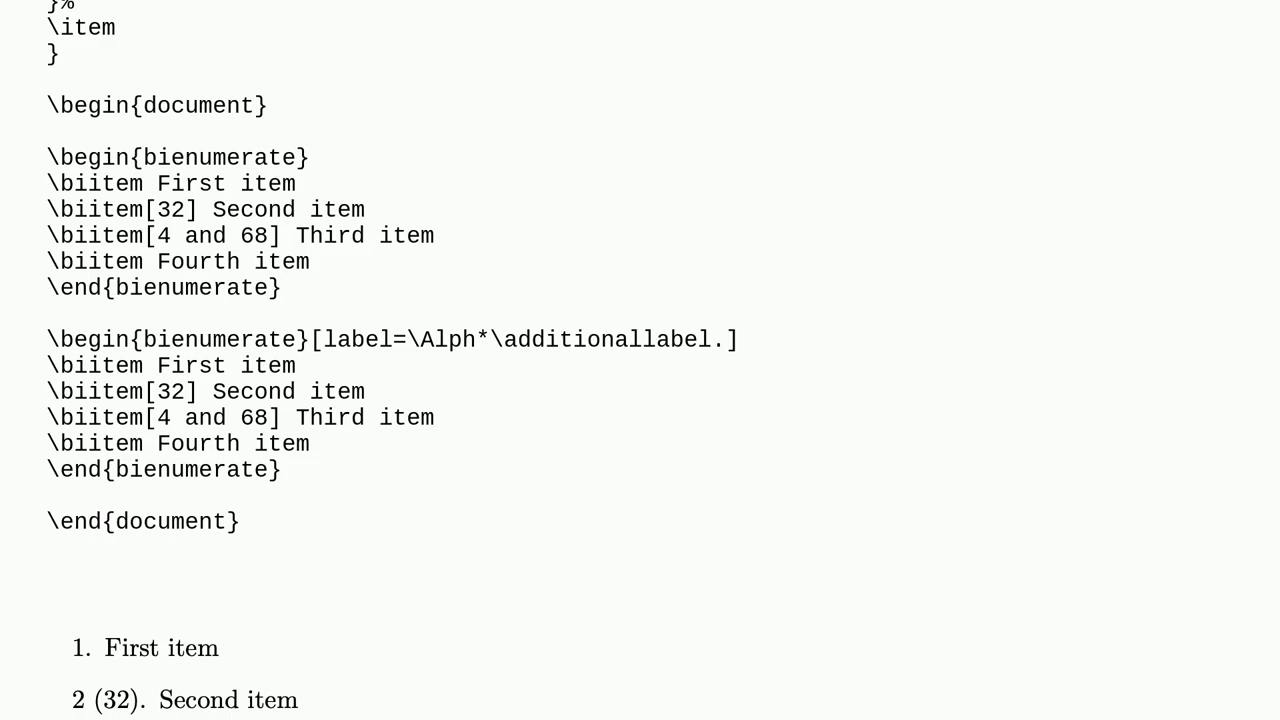 }%
\item
}
\begin{document}
\begin{bienumerate}
\biitem First item
\biitem[32] Second item
\biitem[4 and 68] Third item
\biitem Fourth item
\end{bienumerate}
\begin{bienumerate}[label=\Alph*\additionallabel.]
\biitem First item
\biitem[32] Second item
\biitem[4 and 68] Third item
\biitem Fourth item
\end{bienumerate}
\end{document}
1. First item
2 (32). Second item